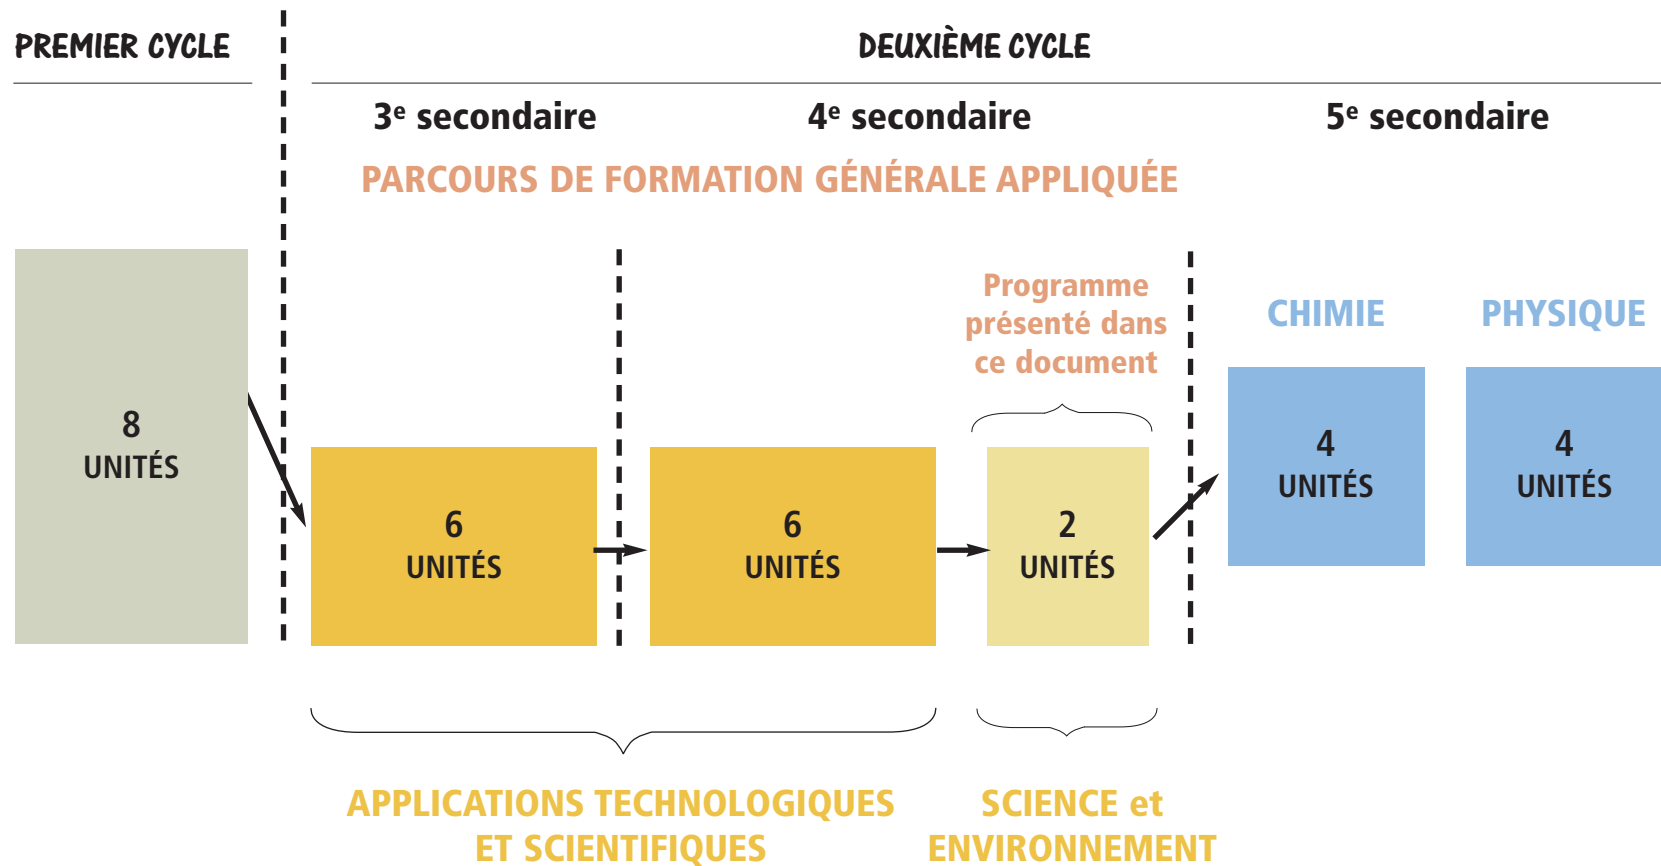 PREMIER CYCLE
DEUXIÈME CYCLE
3e secondaire
4e secondaire
5e secondaire
PARCOURS DE FORMATION GÉNÉRALE APPLIQUÉE
Programme
présenté dans
ce document
CHIMIE
PHYSIQUE
8
UNITÉS
6
UNITÉS
6
UNITÉS
2
UNITÉS
4
UNITÉS
4
UNITÉS
APPLICATIONS TECHNOLOGIQUES
ET SCIENTIFIQUES
SCIENCE et
ENVIRONNEMENT